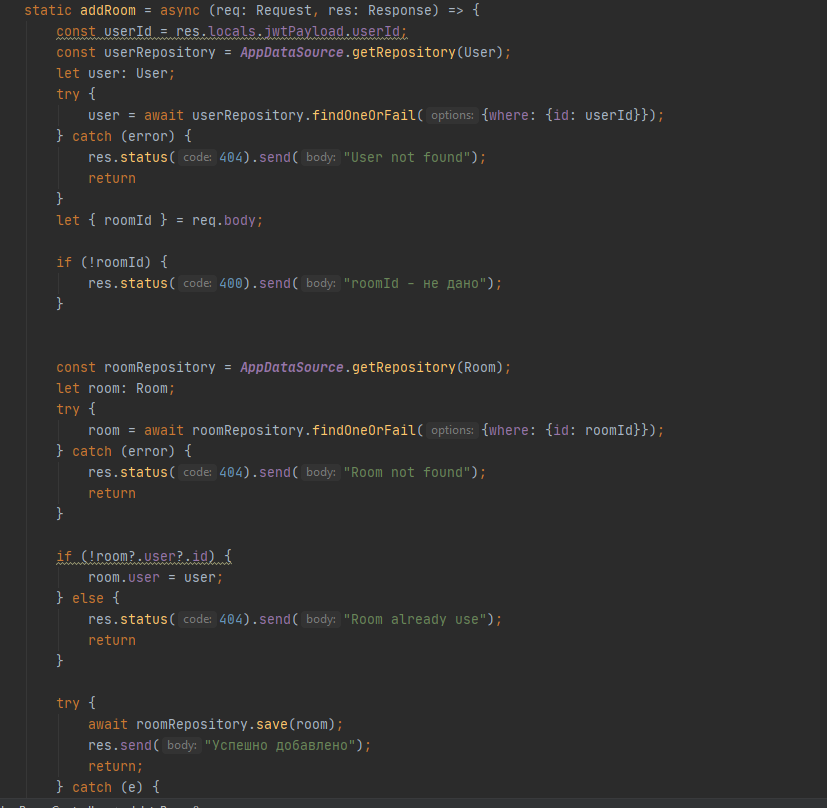 static addRoom = async (req: Request, res: Response) => {
const userId = res.locals.jwtPayload.userId;
const userRepository = AppDataSource.getRepository(User);
let user: User;
try {
user = await userRepository.findOneOrFail( options: {where: {id: userId}});
} catch (error) {
res.status( code: 404).send( body: "User not found");
return
}
let { roomId } = req.body;
if (!roomId) {
res.status( code: 400).send( body: "roomId - не дано");
}
const roomRepository = AppDataSource.getRepository(Room);
let room: Room;
try {
room = await roomRepository.findOneOrFail( options: {where: {id: roomId}});
} catch (error) {
res.status( code: 404).send( body: "Room not found");
return
}
if (!room?.user?.id) {
room.user = user;
} else {
res.status( code: 404).send( body: "Room already use");
return
}
try {
await roomRepository.save(room);
res.send( body: "Успешно добавлено");
return;
} catch (e) {